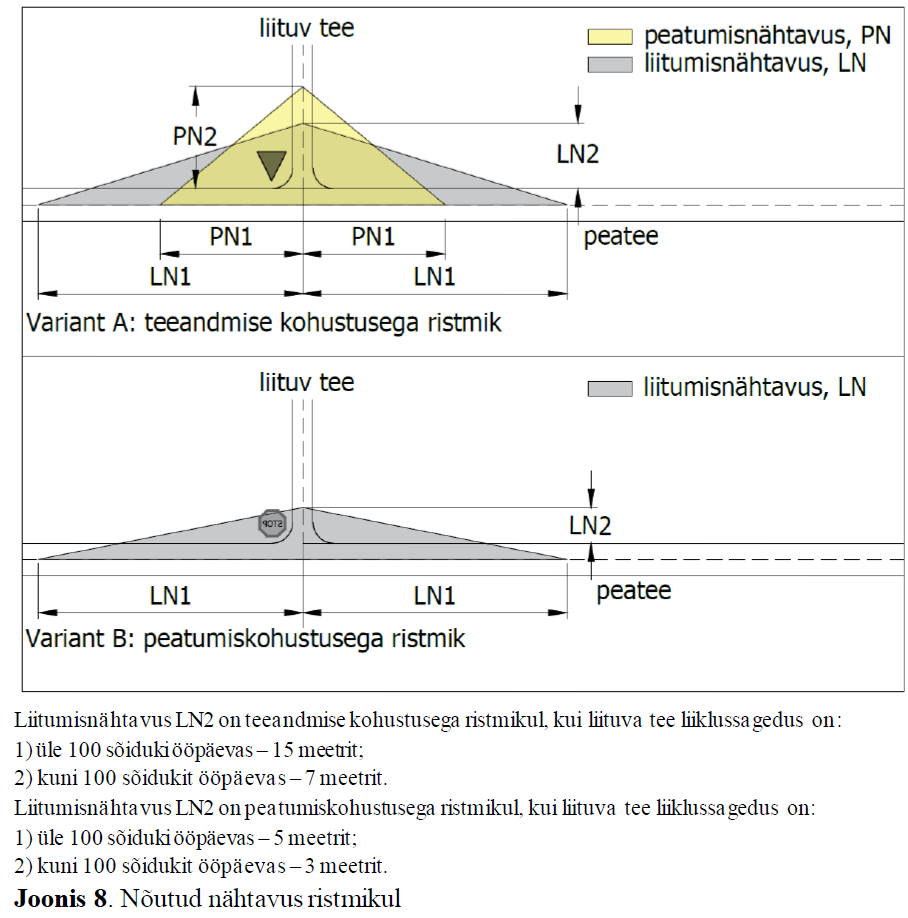 liituv tee
peatumisnähtavus, PN
liitumisnähtavus, LN
PN2
LN2
peatee
PN1 PN1
LN1 LN1
Variant A: teeandmise kohustusega ristmik
liituv tee
liitumisnähtavus, LN
STOP
LN2
peatee
LN1 LN1
Variant B: peatumiskohustusega ristmik
Liitumisnähtavus LN2 on teeandmise kohustusega ristmikul, kui liituva tee liiklussagedus on:
1) üle 100 sõiduki ööpäevas – 15 meetrit;
2) kuni 100 sõidukit ööpäevas – 7 meetrit.
Liitumisnähtavus LN2 on peatumiskohustusega ristmikul, kui liituva tee liiklussagedus on:
1) üle 100 sõiduki ööpäevas – 5 meetrit;
2) kuni 100 sõidukit ööpäevas – 3 meetrit.
Joonis 8. Nõutud nähtavus ristmikul